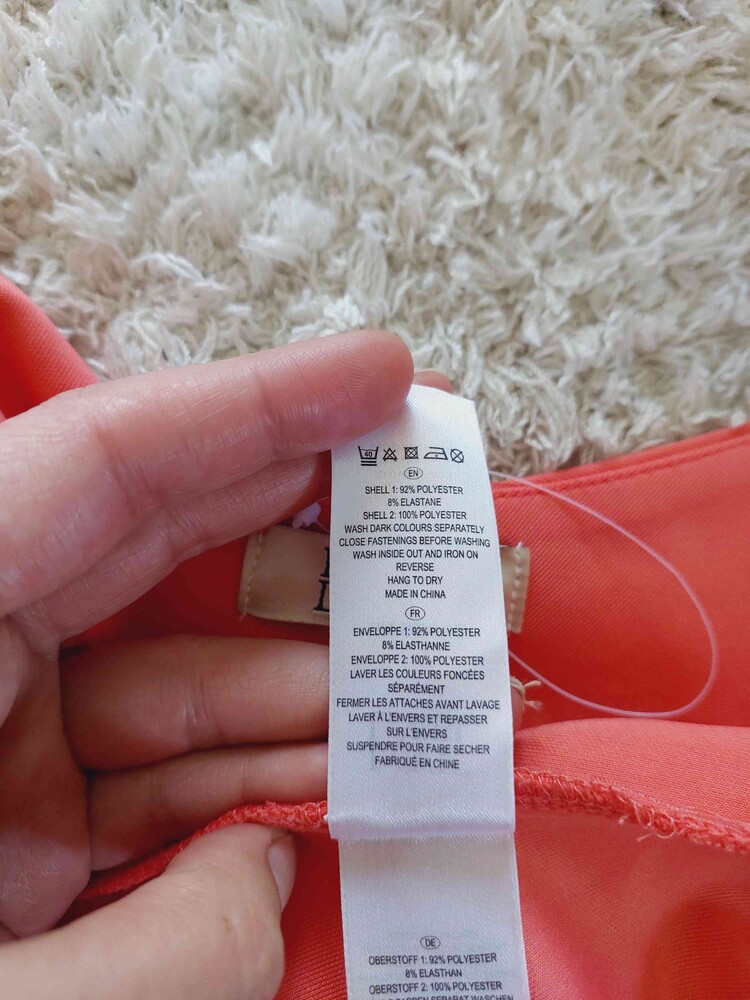 40
EN
SHELL 1: 92% POLYESTER
8% ELASTANE
SHELL 2: 100% POLYESTER
WASH DARK COLOURS SEPARATELY
CLOSE FASTENINGS BEFORE WASHING
WASH INSIDE OUT AND IRON ON
REVERSE
HANG TO DRY
MADE IN CHINA
FR
ENVELOPPE 1: 92% POLYESTER
8% ELASTHANNE
ENVELOPPE 2: 100% POLYESTER
LAVER LES COULEURS FONCÉES
SÉPARÉMENT
FERMER LES ATTACHES AVANT LAVAGE
LAVER À L'ENVERS ET REPASSER
SUR L'ENVERS
SUSPENDRE POUR FAIRE SECHER
FABRIQUÉ EN CHINE
DE
OBERSTOFF 1: 92% POLYESTER
8% ELASTHAN
OBERSTOFF 2: 100% POLYESTER
SEPARAT WASCHEN